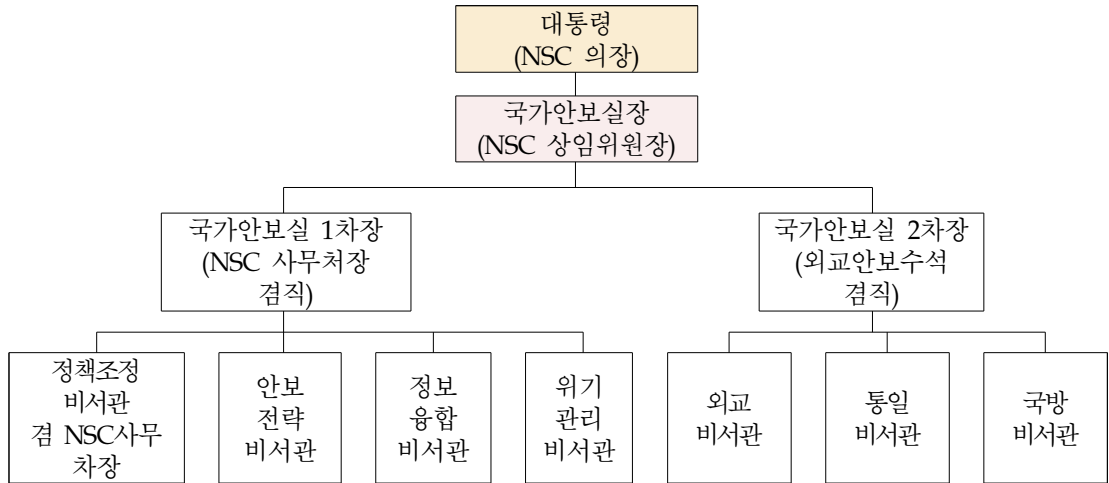 대통령
(NSC 의장)
국가안보실장
(NSC 상임위원장)
국가안보실 1차장
(NSC 사무처장
겸직)
국가안보실 2차장
(외교안보수석
겸직)
정책조정
비서관
겸 NSC사무
차장
안보
전략
비서관
정보
융합
비서관
위기
관리
비서관
외교
비서관
통일
비서관
국방
비서관